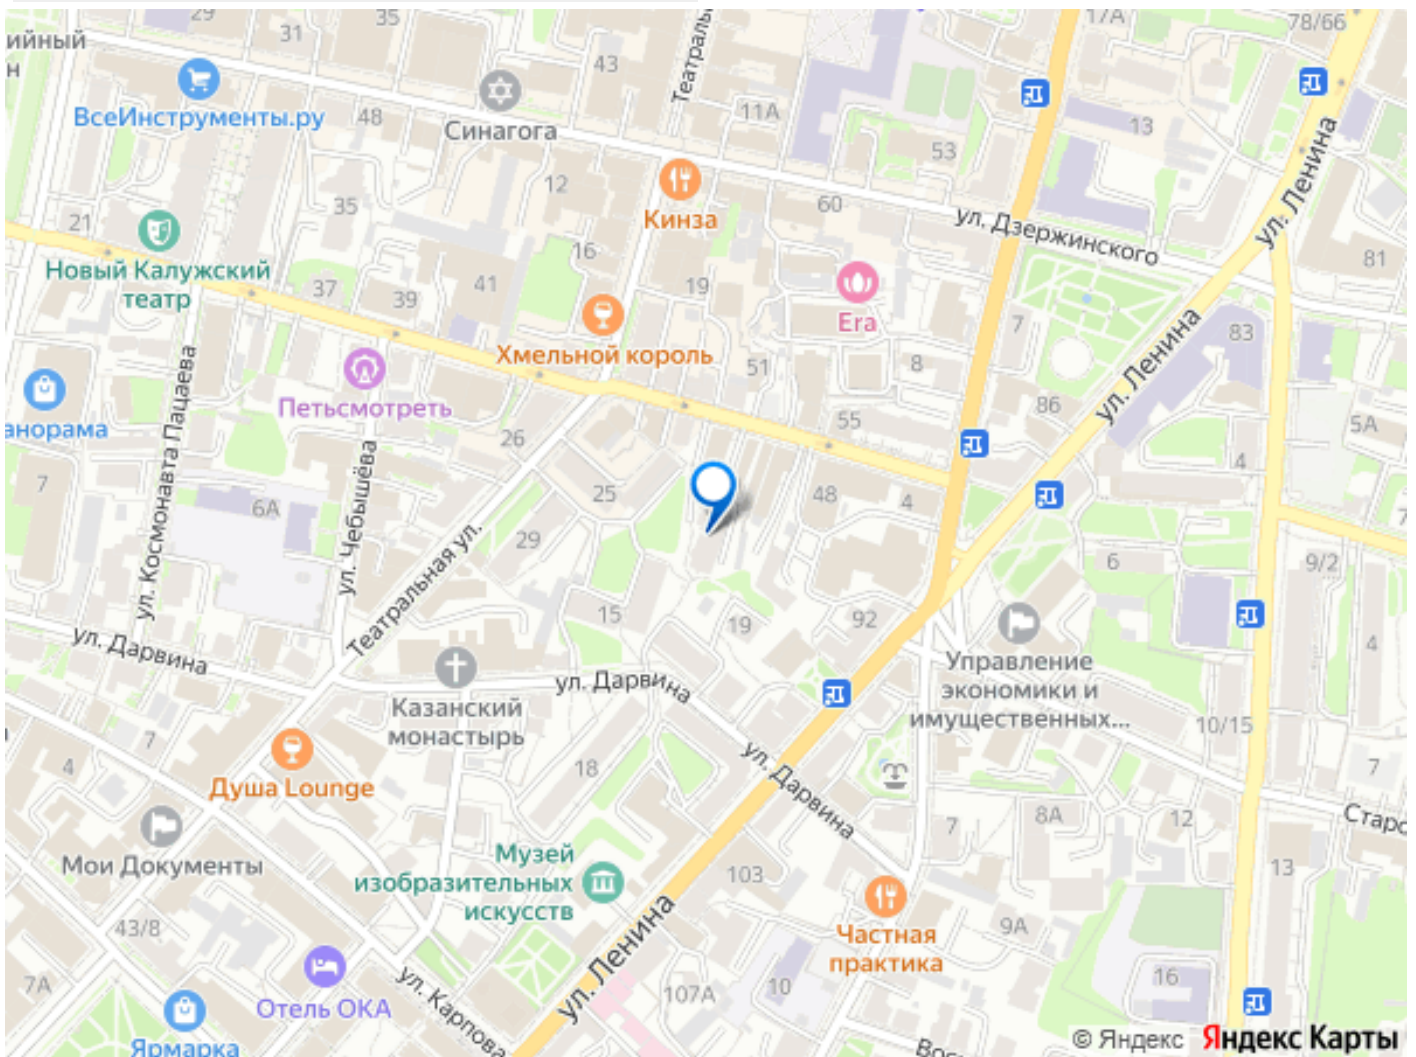 29
31
35
17А
78/66
ийный
н
43
Театраль
ВсеИнструменты.ру
48
Синагога
11А
13
53
ул. Ленина
12
Кинза
60
ул. Дзержинского
21
35
16
81
Новый Калужский
театр
37
39
41
19
Era
7
83
Хмельной король
51
8
ул. Ленина
Петьсмотреть
анорама
26
55
86
5А
7
6А
25
48
4
4
7
ул. Космонавта Пацаева
ул. Чебышёва
Театральная ул.
29
6
9/2
15
19
92
4
ул. Дарвина
Казанский
монастырь
ул. Дарвина
Управление
экономики и
имущественных...
10/15
7
4
Душа Lounge
18
ул. Дарвина
7
8А
12
7
Старо
Мои Документы
Музей
изобразительных
искусств
103
13
43/8
ул. Ленина
Частная
практика
9А
7А
Отель ОКА
ул. Карпова
107А
10
16
Ярмарка
Вос
© Яндекс Яндекс Карты